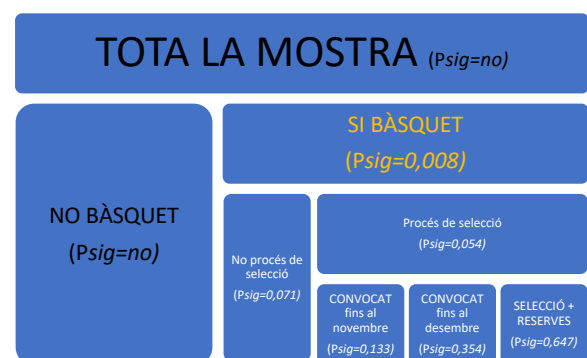 TOTA LA MOSTRA (Psig=no)
SI BÀSQUET
(Psig=0,008)
NO BÀSQUET
(Psig=no)
No procés de
selecció
(Psig=0,071)
Procés de selecció
(Psig=0,054)
CONVOCAT
fins al
novembre
(Psig=0,133)
CONVOCAT
fins al
desembre
(Psig=0,354)
SELECCIÓ +
RESERVES
(Psig=0,647)